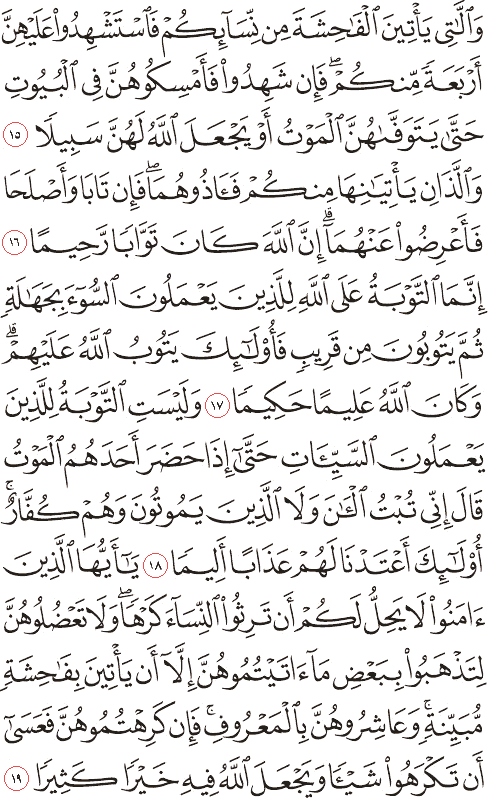 وَٱلَّٰتِى يَأۡتِينَ ٱلۡفَٰحِشَةَ مِن نِّسَآئِكُمۡ فَٱسۡتَشۡهِدُواْ عَلَيۡهِنَّ
أَرۡبَعَةٗ مِّنكُمۡۖ فَإِن شَهِدُواْ فَأَمۡسِكُوهُنَّ فِى ٱلۡبُيُوتِ
حَتَّىٰ يَتَوَفَّىٰهُنَّ ٱلۡمَوۡتُ أَوۡ يَجۡعَلَ ٱللَّهُ لَهُنَّ سَبِيلٗا ١٥
وَٱلَّذَانِ يَأۡتِيَٰنِهَا مِنكُمۡ فَـَٔاذُوهُمَاۖ فَإِن تَابَا وَأَصۡلَحَا
فَأَعۡرِضُواْ عَنۡهُمَآۗ إِنَّ ٱللَّهَ كَانَ تَوَّابٗا رَّحِيمًا ١٦
إِنَّمَا ٱلتَّوۡبَةُ عَلَى ٱللَّهِ لِلَّذِينَ يَعۡمَلُونَ ٱلسُّوٓءَ بِجَهَٰلَةٖ
ثُمَّ يَتُوبُونَ مِن قَرِيبٖ فَأُوْلَٰٓئِكَ يَتُوبُ ٱللَّهُ عَلَيۡهِمۡۗ
وَكَانَ ٱللَّهُ عَلِيمًا حَكِيمٗا ١٧ وَلَيۡسَتِ ٱلتَّوۡبَةُ لِلَّذِينَ
يَعۡمَلُونَ ٱلسَّيِّـَٔاتِ حَتَّىٰٓ إِذَا حَضَرَ أَحَدَهُمُ ٱلۡمَوۡتُ
قَالَ إِنِّى تُبۡتُ ٱلۡـَٰٔنَ وَلَا ٱلَّذِينَ يَمُوتُونَ وَهُمۡ كُفَّارٌۚ
أُوْلَٰٓئِكَ أَعۡتَدۡنَا لَهُمۡ عَذَابًا أَلِيمٗا ١٨ يَٰٓأَيُّهَا ٱلَّذِينَ
ءَامَنُواْ لَا يَحِلُّ لَكُمۡ أَن تَرِثُواْ ٱلنِّسَآءَ كَرۡهٗاۖ وَلَا تَعۡضُلُوهُنَّ
لِتَذۡهَبُواْ بِبَعۡضِ مَآ ءَاتَيۡتُمُوهُنَّ إِلَّآ أَن يَأۡتِينَ بِفَٰحِشَةٖ
مُّبَيِّنَةٖۚ وَعَاشِرُوهُنَّ بِٱلۡمَعۡرُوفِۚ فَإِن كَرِهۡتُمُوهُنَّ فَعَسَىٰٓ
أَن تَكۡرَهُواْ شَيۡـٔٗا وَيَجۡعَلَ ٱللَّهُ فِيهِ خَيۡرٗا كَثِيرٗا ١٩